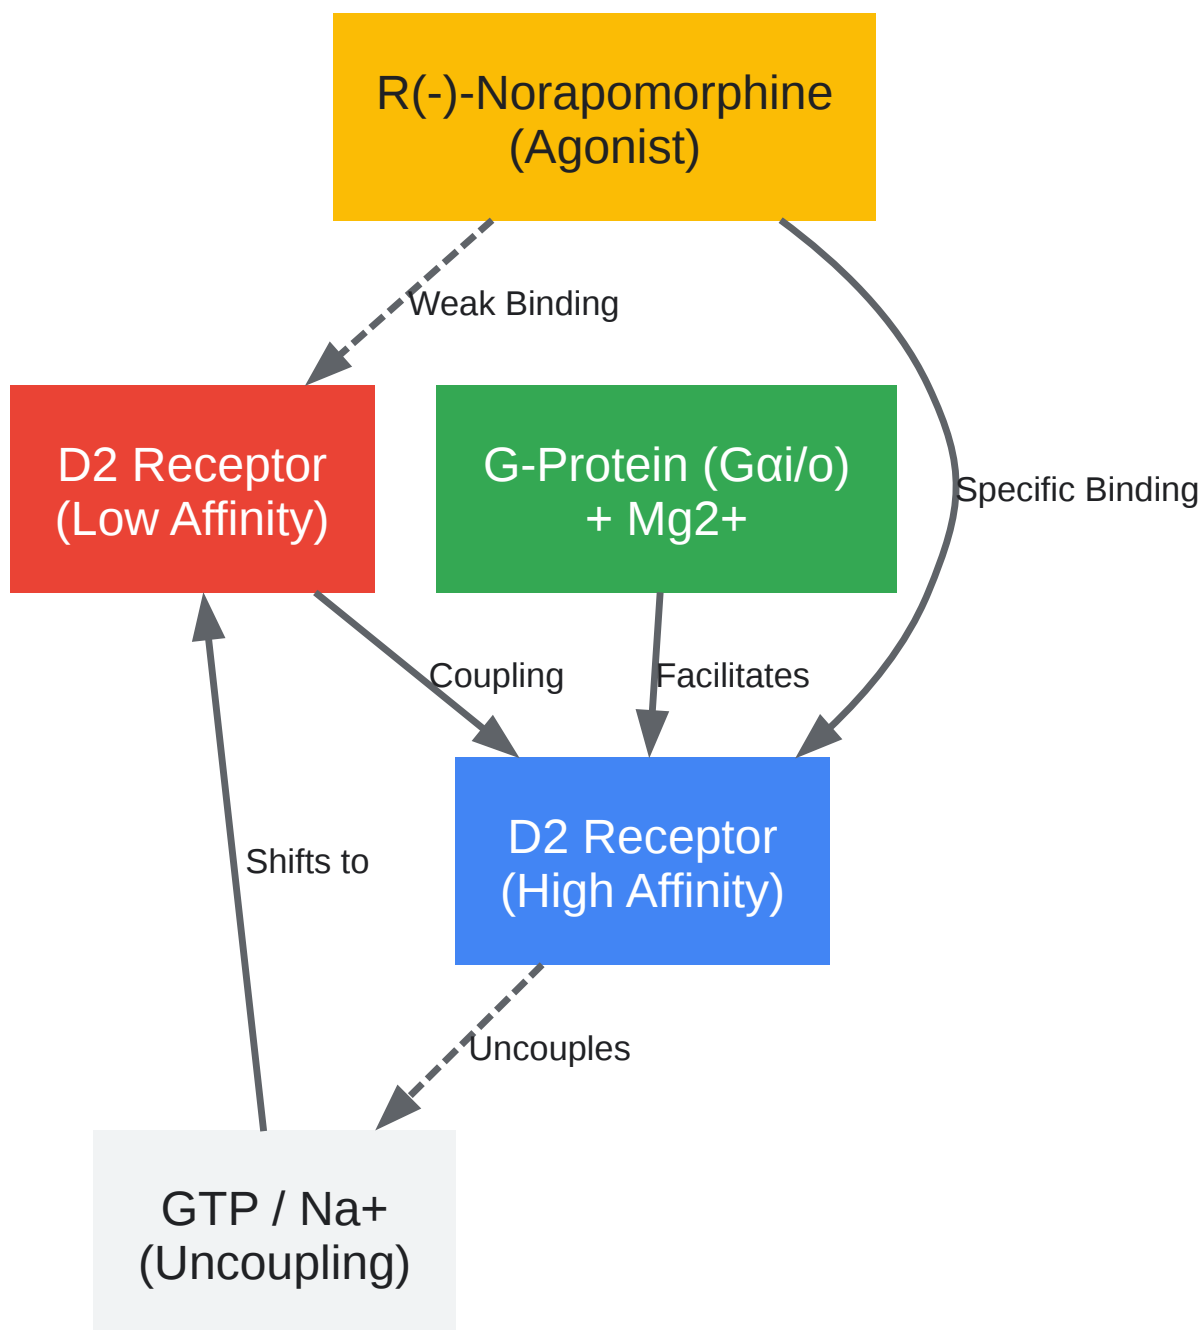 R(-)-Norapomorphine
(Agonist)
Weak Binding
D2 Receptor
(Low Affinity)
G-Protein (Gαi/o)
+ Mg2+
Specific Binding
Coupling
Facilitates
D2 Receptor
(High Affinity)
Shifts to
Uncouples
GTP / Na+
(Uncoupling)